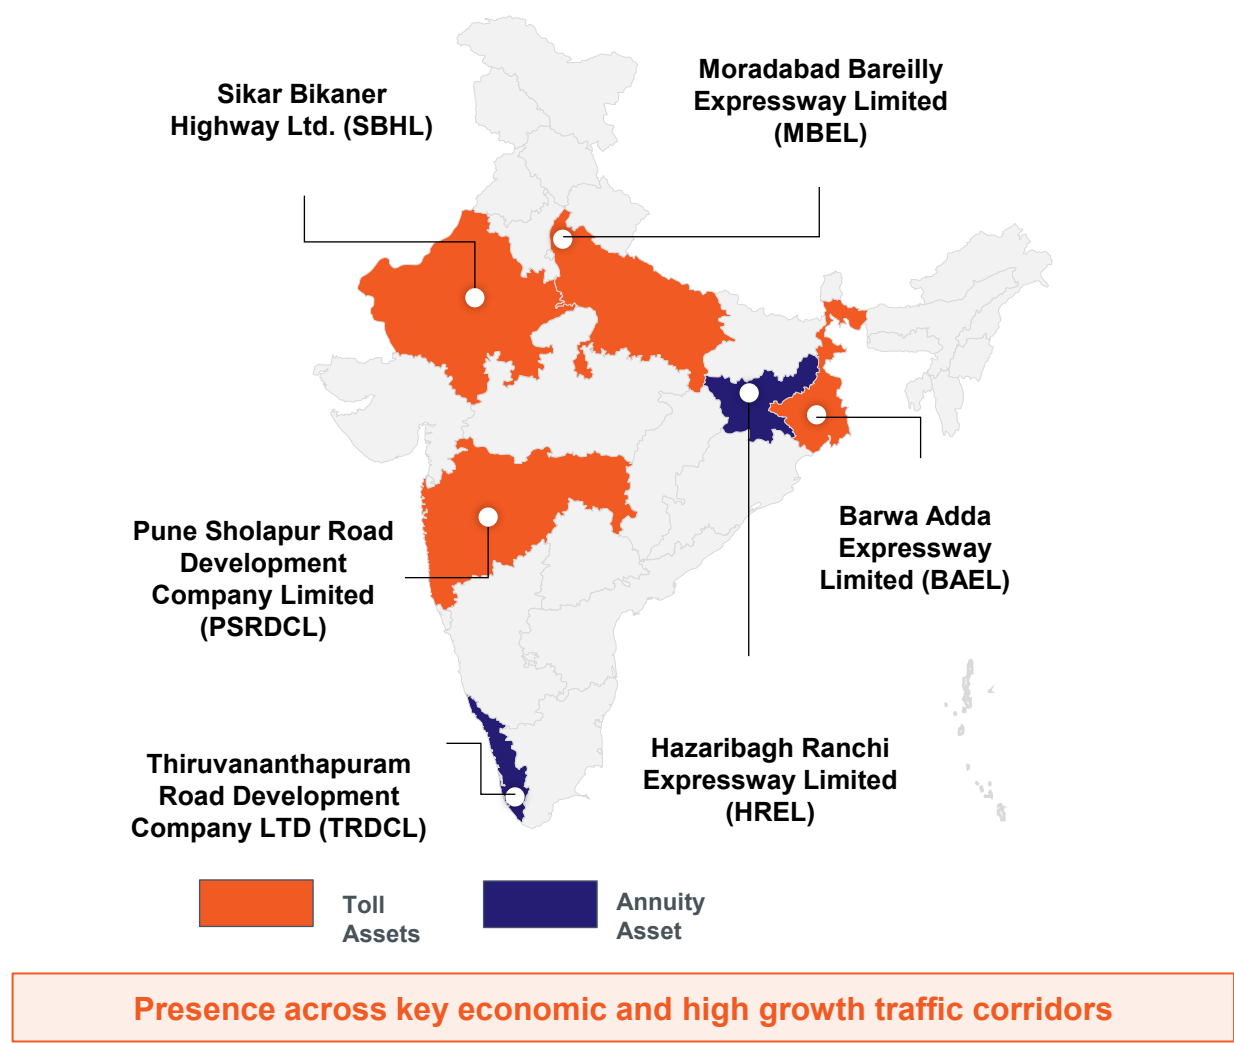 Sikar Bikaner
Highway Ltd. (SBHL)
Moradabad Bareilly
Expressway Limited
(MBEL)
Pune Sholapur Road
Development
Company Limited
(PSRDCL)
Barwa Adda
Expressway
Limited (BAEL)
Thiruvananthapuram
Road Development
Company LTD (TRDCL)
Hazaribagh Ranchi
Expressway Limited
(HREL)
Toll
Assets
Annuity
Asset
Presence across key economic and high growth traffic corridors